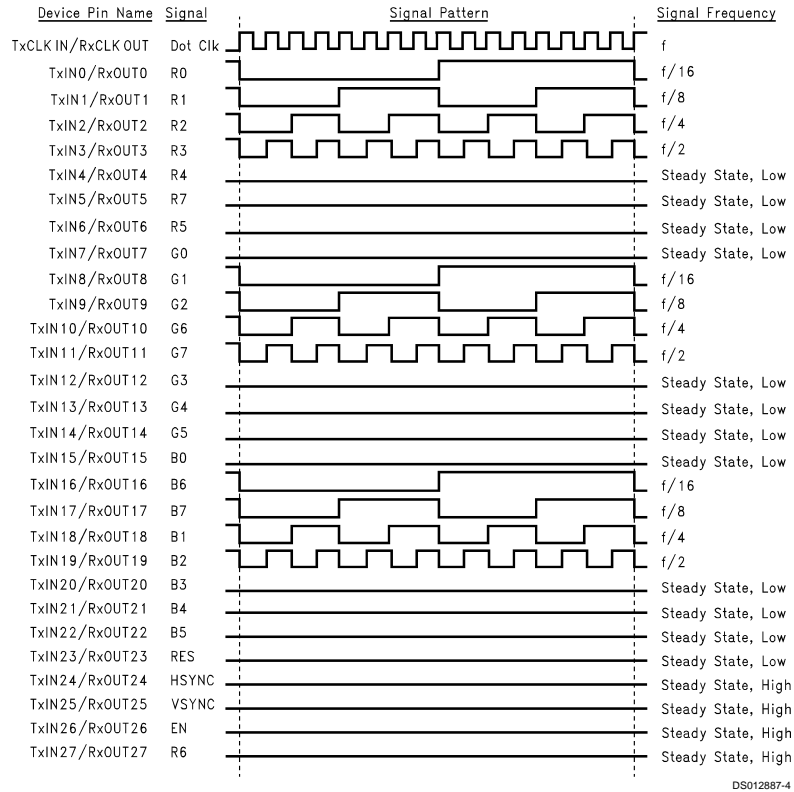 Device Pin Name Signal Signal Pattern Signal Frequency
TxCLK IN/RxCLK OUT Dot Clk f
TxIN0/RxOUT0 R0 f/16
TxIN1/RxOUT1 R1 f/8
TxIN2/RxOUT2 R2 f/4
TxIN3/RxOUT3 R3 f/2
TxIN4/RxOUT4 R4 Steady State, Low
TxIN5/RxOUT5 R7 Steady State, Low
TxIN6/RxOUT6 R5 Steady State, Low
TxIN7/RxOUT7 G0 Steady State, Low
TxIN8/RxOUT8 G1 f/16
TxIN9/RxOUT9 G2 f/8
TxIN10/RxOUT10 G6 f/4
TxIN11/RxOUT11 G7 f/2
TxIN12/RxOUT12 G3 Steady State, Low
TxIN13/RxOUT13 G4 Steady State, Low
TxIN14/RxOUT14 G5 Steady State, Low
TxIN15/RxOUT15 B0 Steady State, Low
TxIN16/RxOUT16 B6 f/16
TxIN17/RxOUT17 B7 f/8
TxIN18/RxOUT18 B1 f/4
TxIN19/RxOUT19 B2 f/2
TxIN20/RxOUT20 B3 Steady State, Low
TxIN21/RxOUT21 B4 Steady State, Low
TxIN22/RxOUT22 B5 Steady State, Low
TxIN23/RxOUT23 RES Steady State, Low
TxIN24/RxOUT24 HSYNC Steady State, High
TxIN25/RxOUT25 VSYNC Steady State, High
TxIN26/RxOUT26 EN Steady State, High
TxIN27/RxOUT27 R6 Steady State, High
DS012887-4